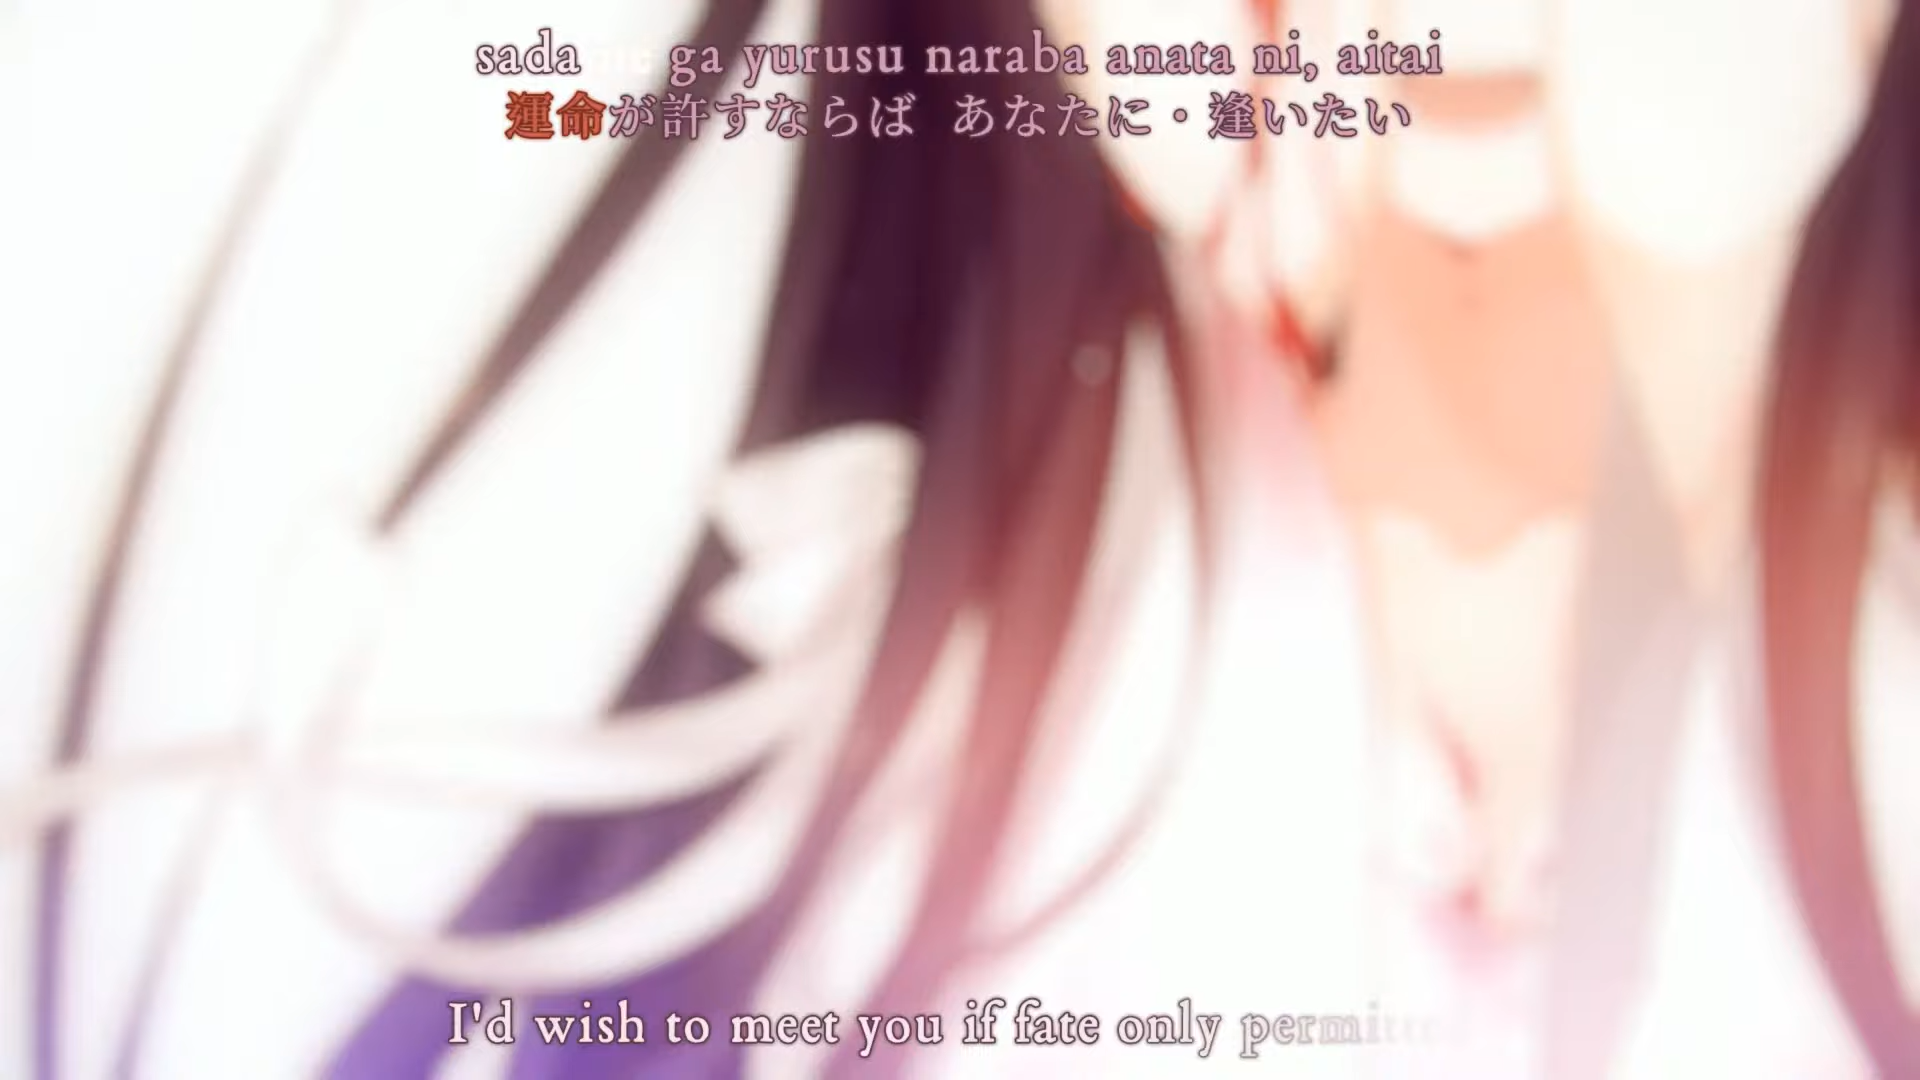 sada ga yurusu naraba anata ni, aitai
運命が許すならば あなたに・逢いたい
I'd wish to meet you if fate only